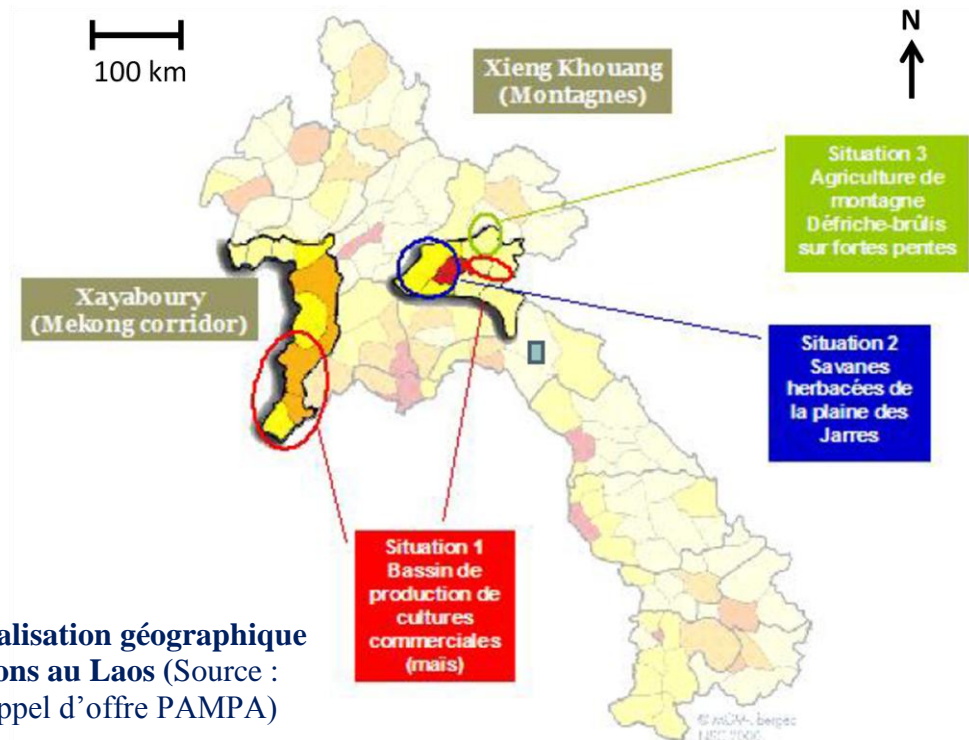 100 km
N
Xieng Khouang
(Montagnes)
Situation 3
Agriculture de
montagne
Défriche-brûlis
sur fortes pentes
Xayaboury
(Mekong corridor)
Situation 2
Savanes
herbacées de
la plaine des
Jarres
Situation 1
Bassin de
production de
cultures
commerciales
(maïs)
alisation géographique
ons au Laos (Source :
ppel d'offre PAMPA)